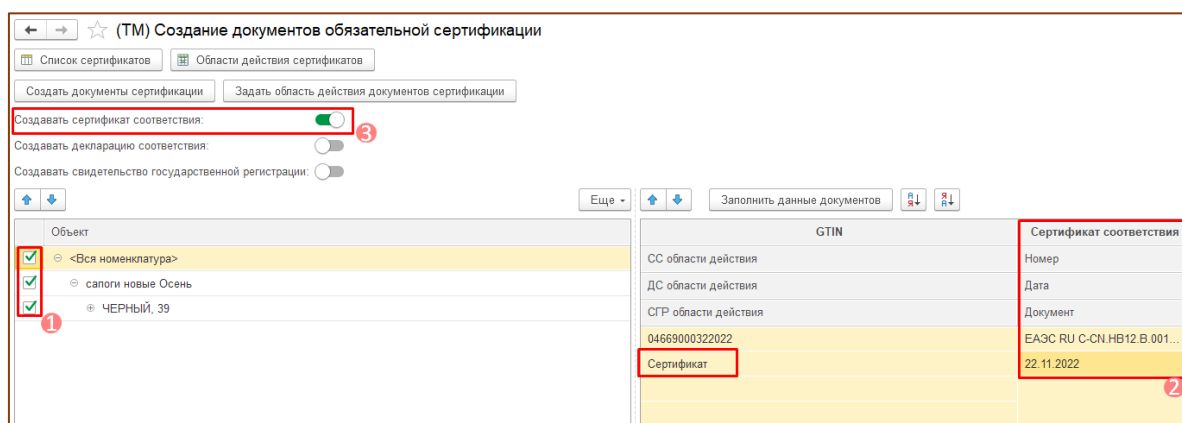 (ТМ) Создание документов обязательной сертификации
Список сертификатов Области действия сертификатов
Создать документы сертификации Задать область действия документов сертификации
Создавать сертификат соответствия:
3
Создавать декларацию соответствия:
Создавать свидетельство государственной регистрации:
Еще Заполнить данные документов А Я Я А
Объект GTIN Сертификат соответствия
<Вся номенклатура> СС области действия Номер
сапоги новые Осень ДС области действия Дата
ЧЕРНЫЙ, 39 СГР области действия Документ
1
04669000322022 ЕАЭС RU C-CN.HB12.B.001...
Сертификат 22.11.2022
2